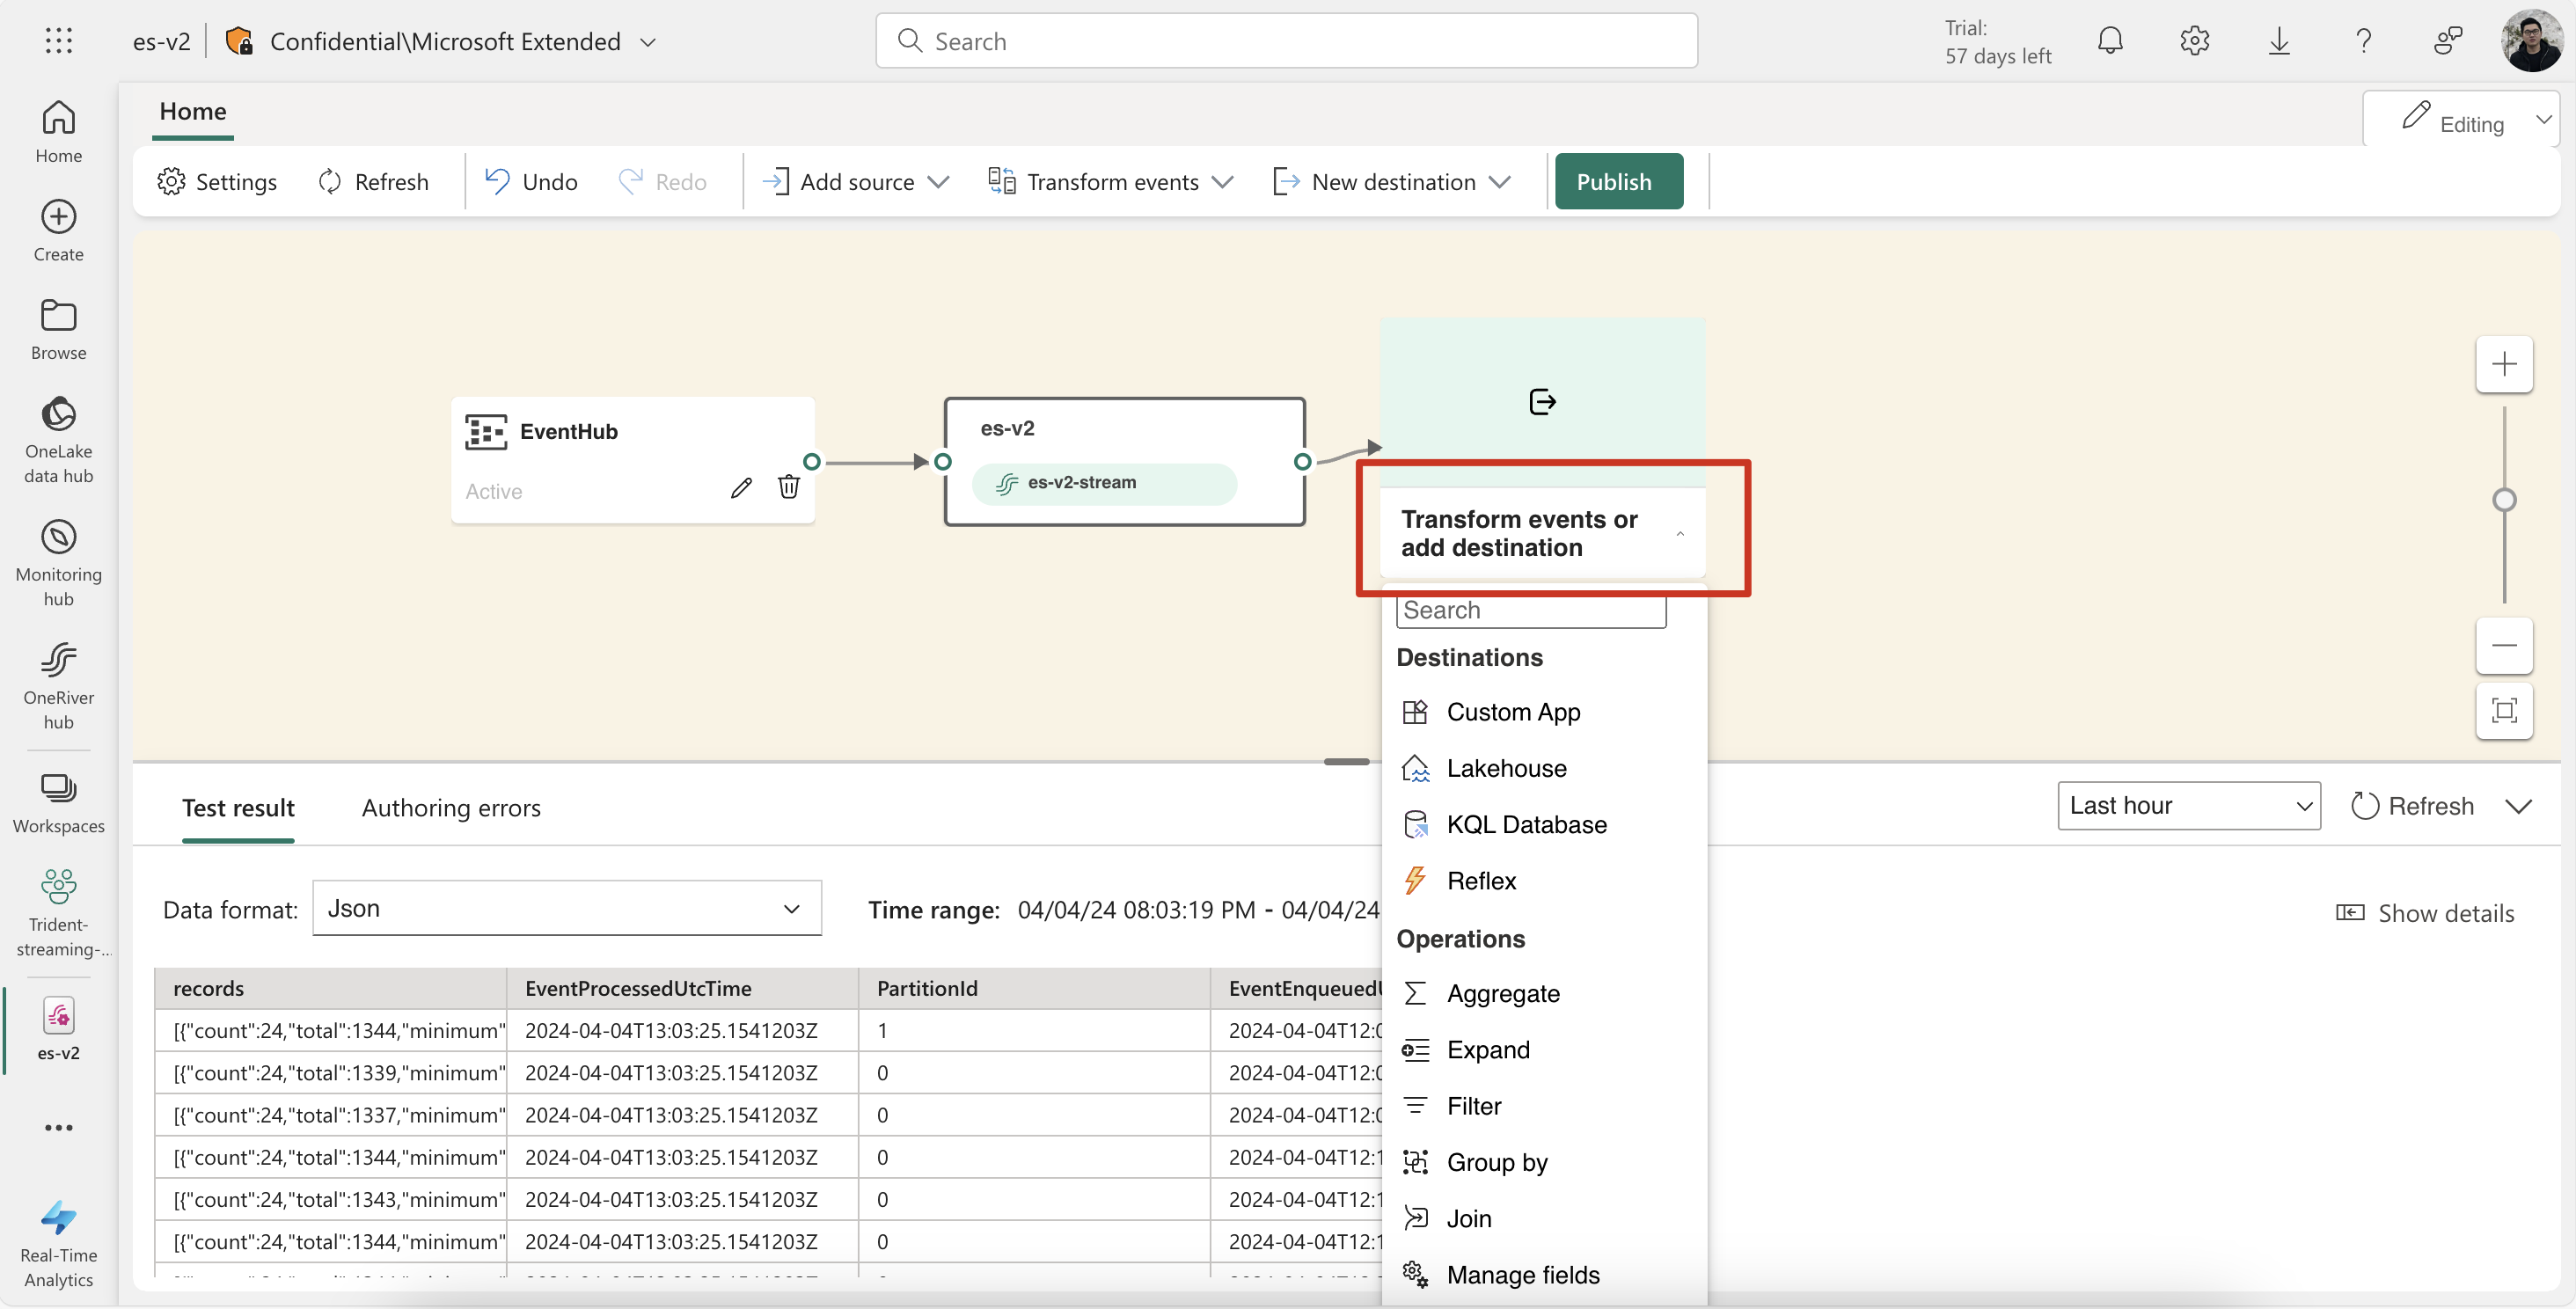 es-v2
Confidential\Microsoft Extended
Search
Trial:
57 days left
Home
Editing
Settings
Refresh
Undo
Redo
Add source
Transform events
New destination
Publish
Home
Create
Browse
OneLake
data hub
Monitoring
hub
OneRiver
hub
Workspaces
Trident-
streaming-...
es-v2
Real-Time
Analytics
EventHub
Active
es-v2
es-v2-stream
Transform events or
add destination
Search
Destinations
Custom App
Lakehouse
KQL Database
Reflex
Operations
Aggregate
Expand
Filter
Group by
Join
Manage fields
Test result
Authoring errors
Last hour
Refresh
Data format:
Json
Time range: 04/04/24 08:03:19 PM - 04/04/24
Show details
records EventProcessedUtcTime PartitionId EventEnqueuedU
[{"count":24,"total":1344,"minimum" 2024-04-04T13:03:25.1541203Z 1 2024-04-04T12:0
[{"count":24,"total":1339,"minimum" 2024-04-04T13:03:25.1541203Z 0 2024-04-04T12:0
[{"count":24,"total":1337,"minimum" 2024-04-04T13:03:25.1541203Z 0 2024-04-04T12:0
[{"count":24,"total":1344,"minimum" 2024-04-04T13:03:25.1541203Z 0 2024-04-04T12:1
[{"count":24,"total":1343,"minimum" 2024-04-04T13:03:25.1541203Z 0 2024-04-04T12:1
[{"count":24,"total":1344,"minimum" 2024-04-04T13:03:25.1541203Z 0 2024-04-04T12:1